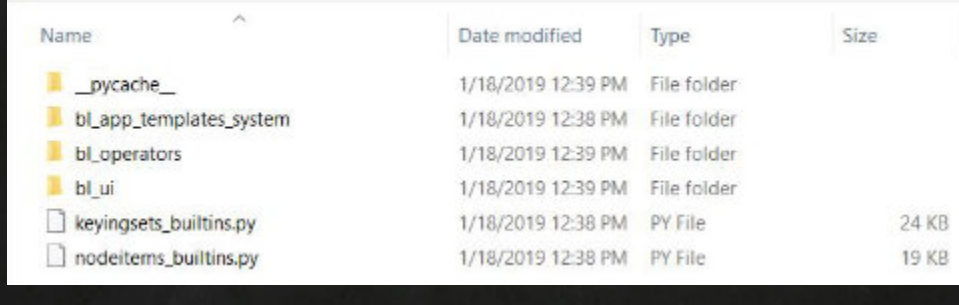 Name Date modified Type Size
__pycache__ 1/18/2019 12:39 PM File folder
bl_app_templates_system 1/18/2019 12:38 PM File folder
bl_operators 1/18/2019 12:39 PM File folder
bl_ui 1/18/2019 12:39 PM File folder
keyingsets_builtins.py 1/18/2019 12:38 PM PY File 24 KB
nodeitems_builtins.py 1/18/2019 12:38 PM PY File 19 KB